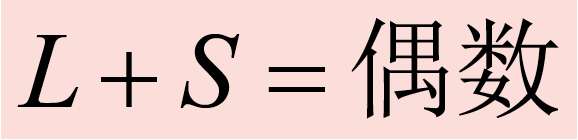 L + S = 偶数